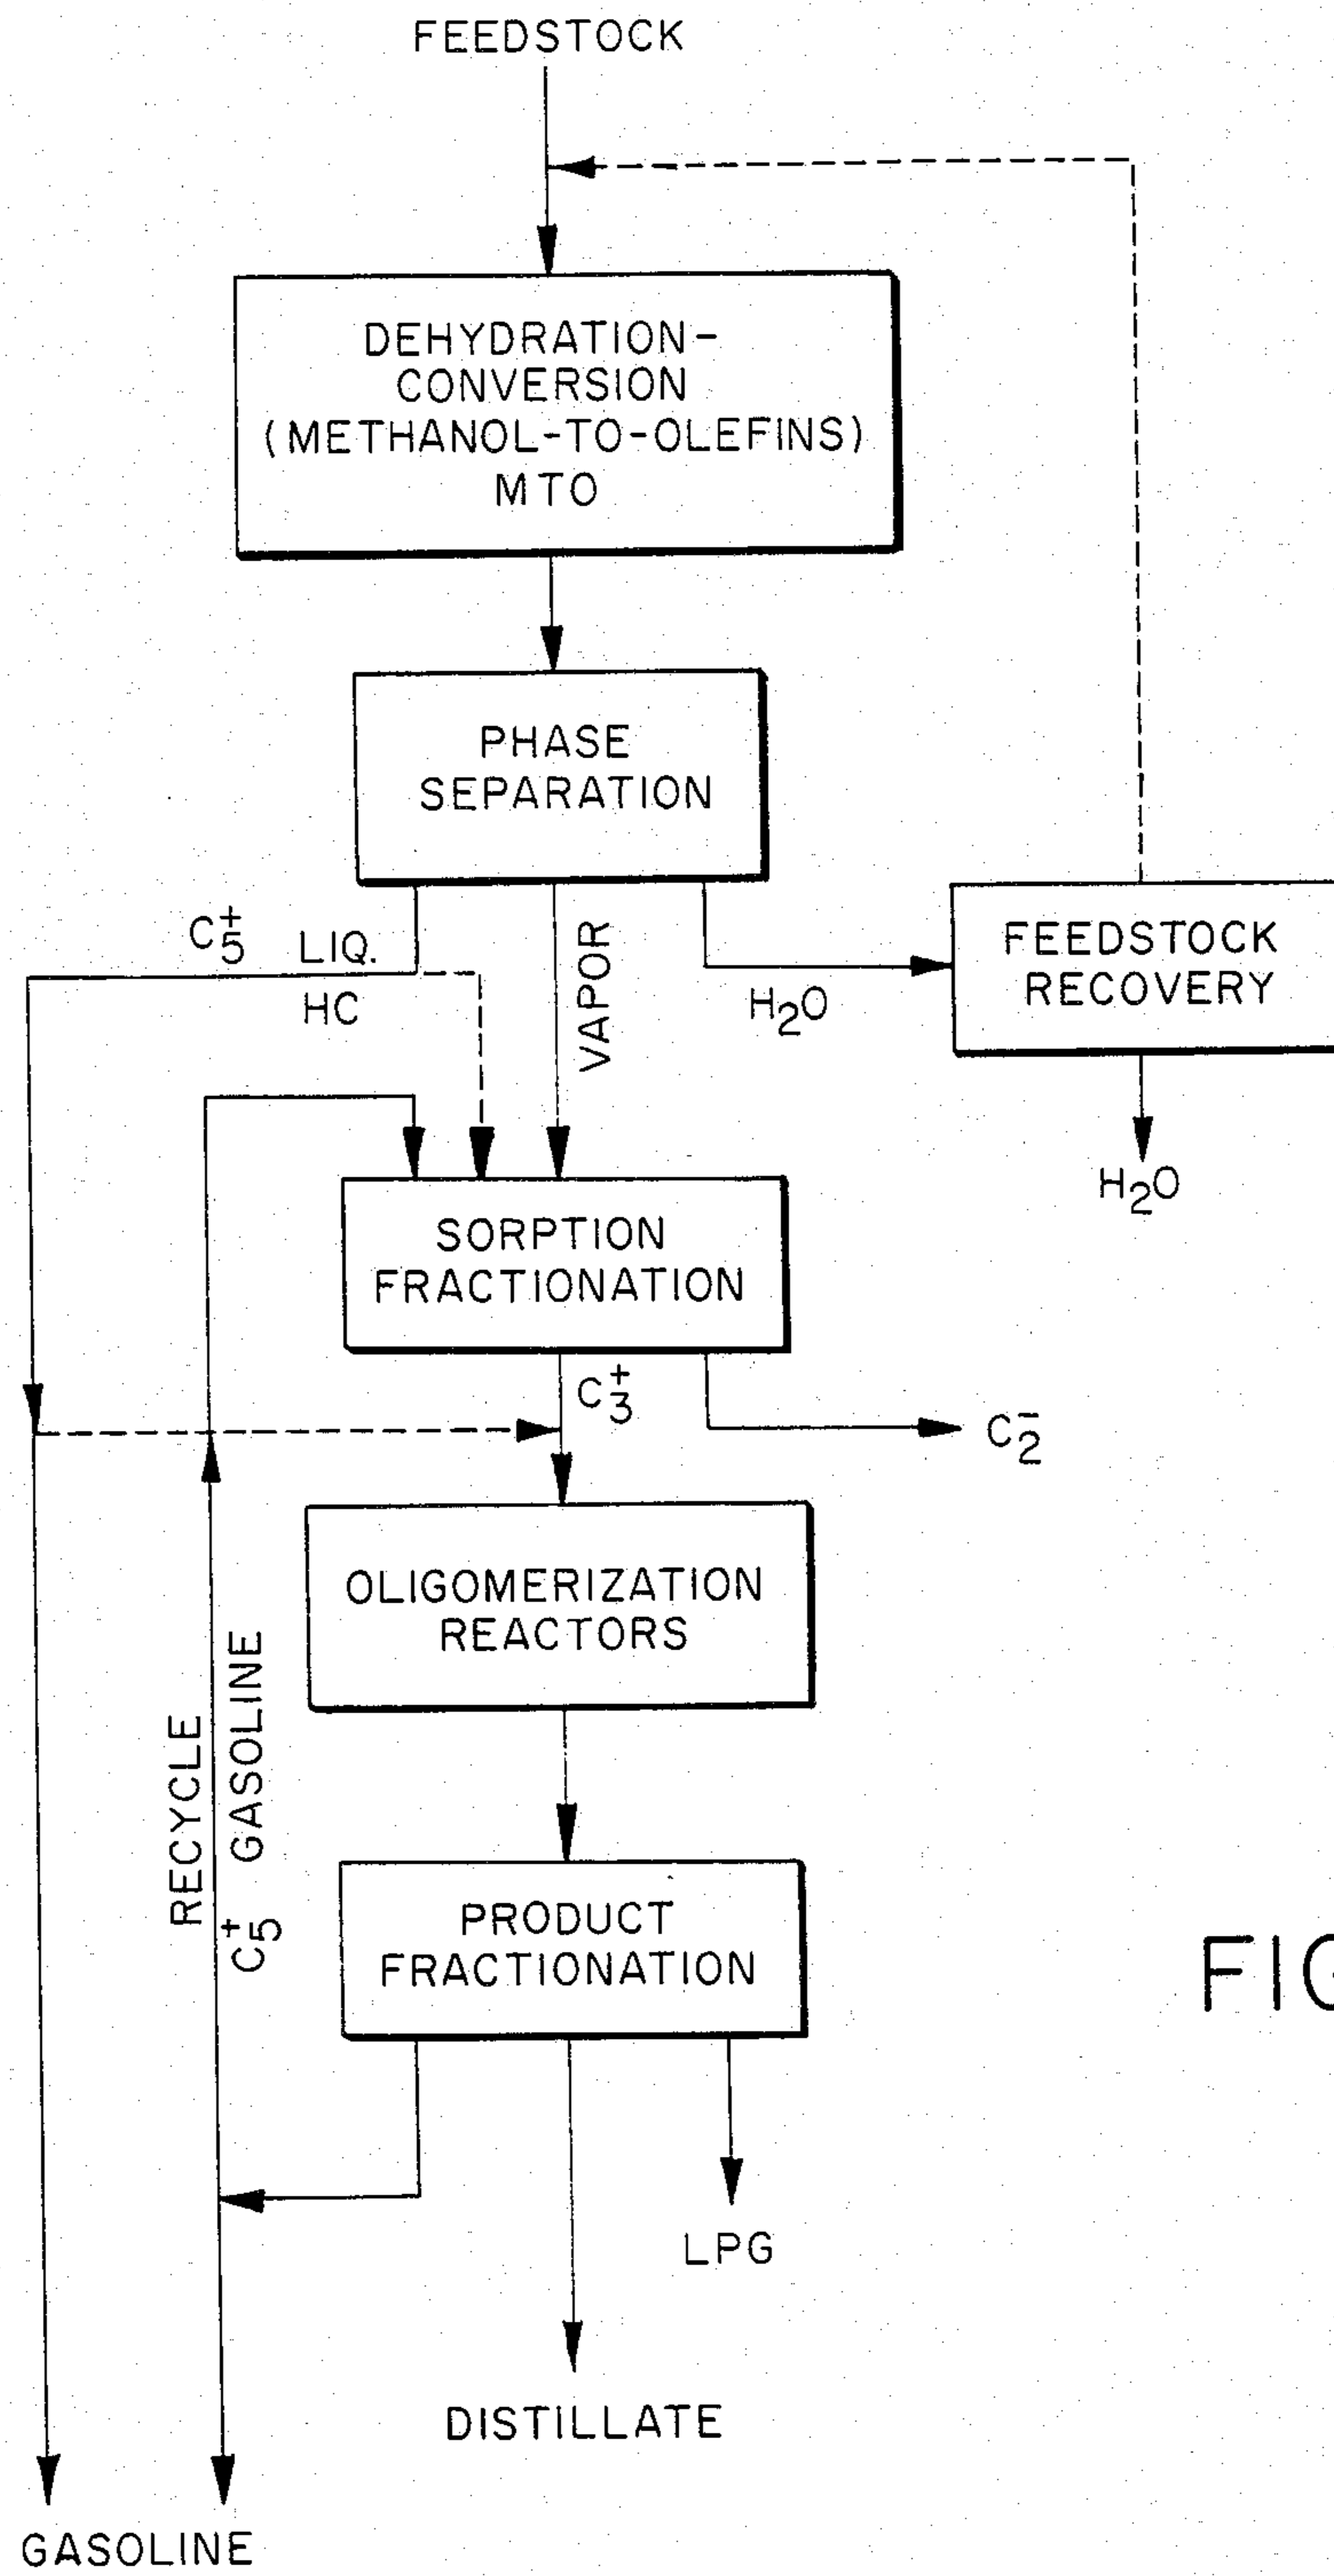 FEEDSTOCK
DEHYDRATION-
CONVERSION
(METHANOL-TO-OLEFINS)
MTO
PHASE
SEPARATION
C₅⁺ LIQ.
HC
VAPOR
H₂O
FEEDSTOCK
RECOVERY
H₂O
SORPTION
FRACTIONATION
C₃⁺
C₂⁻
OLIGOMERIZATION
REACTORS
RECYCLE
C₅⁺ GASOLINE
PRODUCT
FRACTIONATION
LPG
DISTILLATE
GASOLINE
FIG